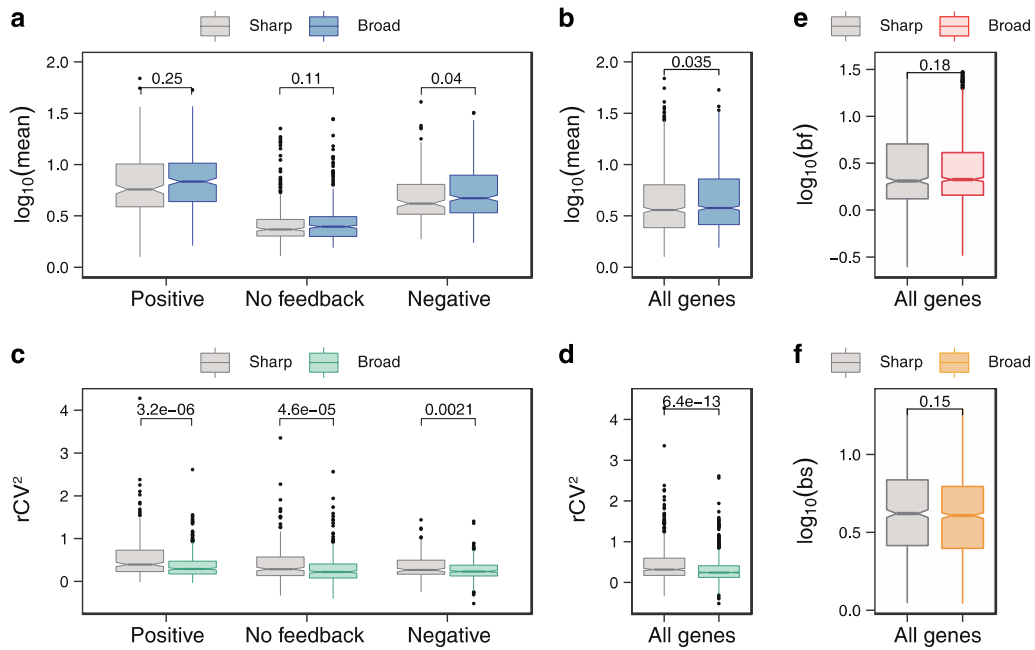 a
Sharp Broad
log10(mean)
2.0
1.5
1.0
0.5
0.0
0.25
0.11
0.04
Positive No feedback Negative
b
Sharp Broad
log10(mean)
2.0
1.5
1.0
0.5
0.0
0.035
All genes
e
Sharp Broad
log10(bf)
1.5
1.0
0.5
0.0
−0.5
0.18
All genes
c
Sharp Broad
rCV²
4
3
2
1
0
3.2e−06
4.6e−05
0.0021
Positive No feedback Negative
d
Sharp Broad
rCV²
4
3
2
1
0
6.4e−13
All genes
f
Sharp Broad
log10(bs)
1.0
0.5
0.0
0.15
All genes